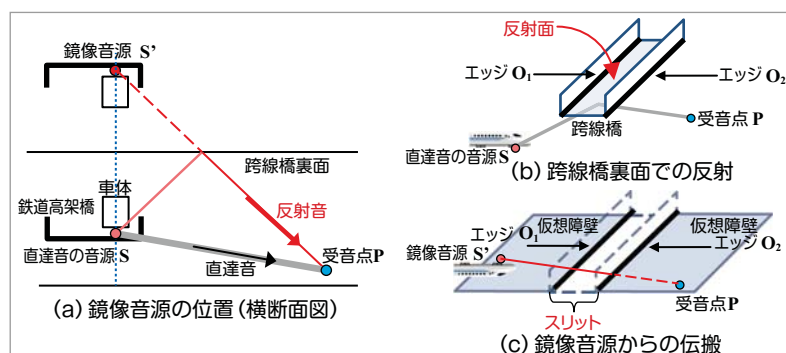 鏡像音源 S’
跨線橋裏面
車体
鉄道高架橋
反射音
直達音の音源 S
直達音
受音点P
(a) 鏡像音源の位置(横断面図)
反射面
エッジ O1
エッジ O2
跨線橋
受音点 P
直達音の音源 S
(b) 跨線橋裏面での反射
エッジ O1
仮想障壁
仮想障壁
エッジ O2
鏡像音源 S’
受音点 P
スリット
(c) 鏡像音源からの伝搬